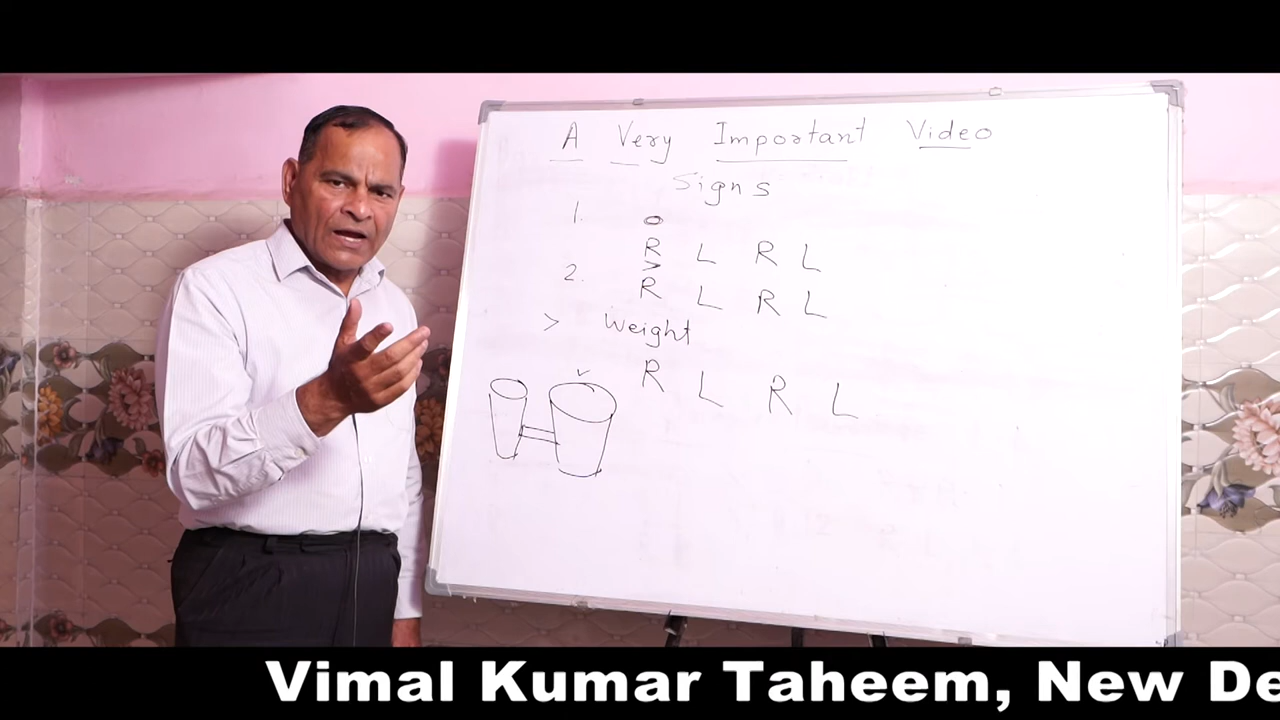 A Very Important Video
Signs
1. o
R L R L
2. >
R L R L
> Weight
R L R L
Vimal Kumar Taheem, New De